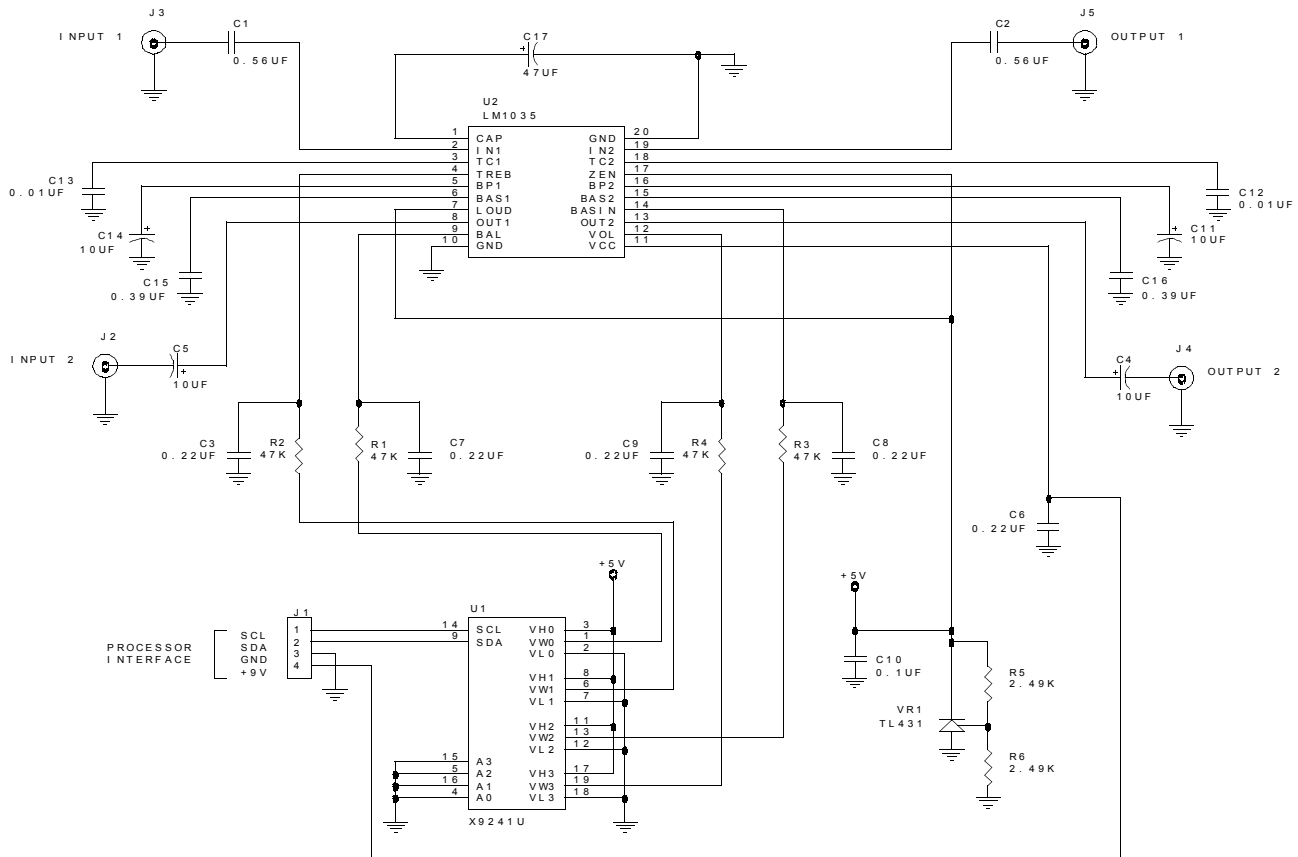 J3
INPUT 1
C1
0.56UF
C17
47UF
C2
0.56UF
J5
OUTPUT 1
U2
LM1035
1 CAP
2 IN1
3 TC1
4 TREB
5 BP1
6 BAS1
7 LOUD
8 OUT1
9 BAL
10 GND
GND 20
IN2 19
TC2 18
ZEN 17
BP2 16
BAS2 15
BASIN 14
OUT2 13
VOL 12
VCC 11
C13
0.01UF
C14
10UF
C15
0.39UF
C12
0.01UF
C11
10UF
C16
0.39UF
J2
INPUT 2
C5
10UF
C4
10UF
J4
OUTPUT 2
C3
0.22UF
R2
47K
R1
47K
C7
0.22UF
C9
0.22UF
R4
47K
R3
47K
C8
0.22UF
C6
0.22UF
+5V
+5V
J1
PROCESSOR
INTERFACE
SCL 1
SDA 2
GND 3
+9V 4
U1
14 SCL
9 SDA
15 A3
5 A2
16 A1
4 A0
VH0 3
VW0 1
VL0 2
VH1 8
VW1 6
VL1 7
VH2 11
VW2 13
VL2 12
VH3 17
VW3 19
VL3 18
X9241U
C10
0.1UF
R5
2.49K
VR1
TL431
R6
2.49K